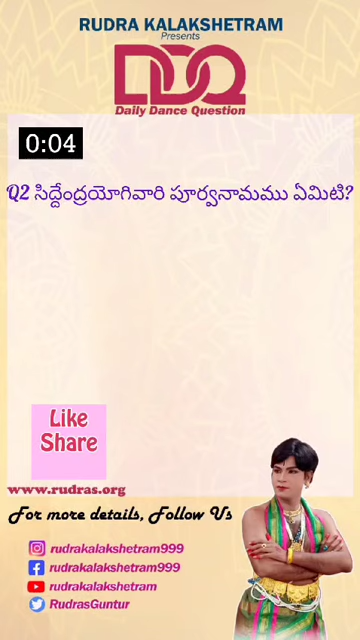 RUDRA KALAKSHETRAM
Presents
DDQ
Daily Dance Question
0:04
Q2 సిద్దేంద్రయోగివారి పూర్వనామము ఏమిటి?
Like
Share
www.rudras.org
For more details, Follow Us
rudrakalakshetram999
rudrakalakshetram999
rudrakalakshetram
RudrasGuntur